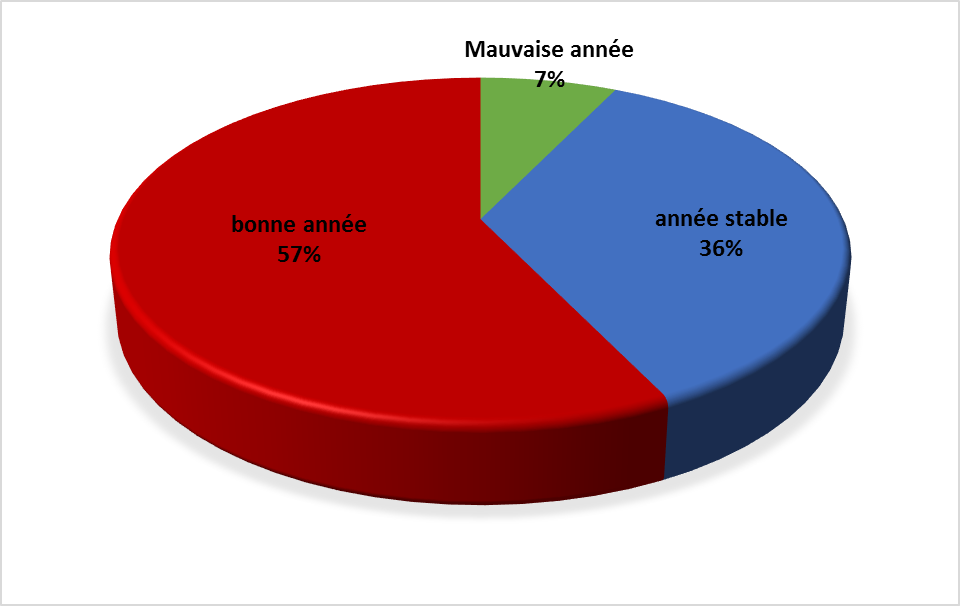 Mauvaise année
7%
année stable
36%
bonne année
57%